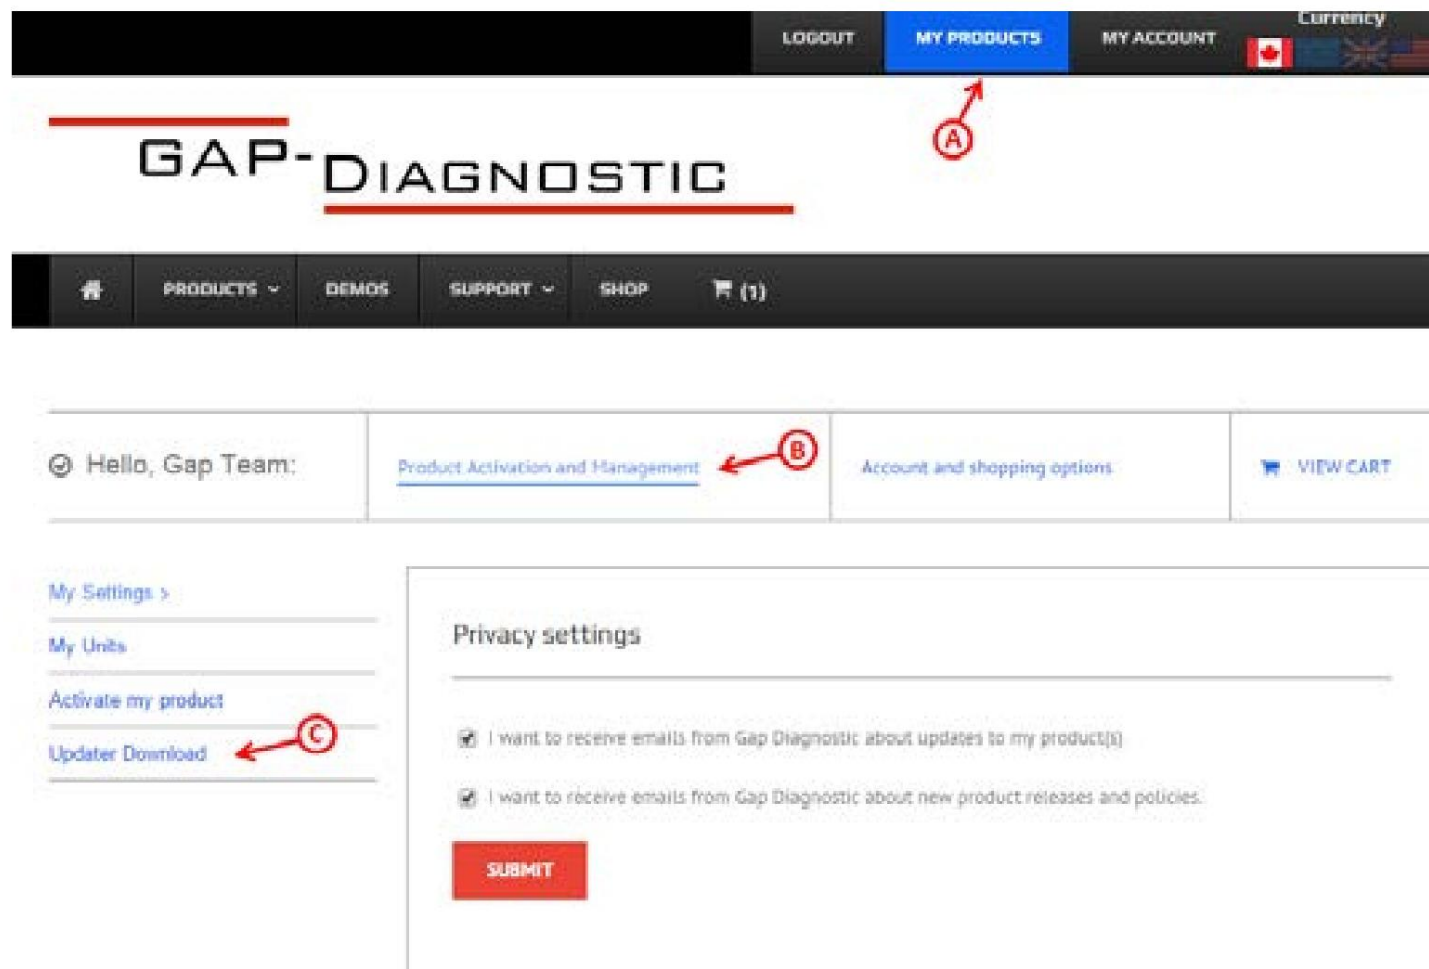 Currency
LOGOUT MY PRODUCTS MY ACCOUNT
A
GAP-DIAGNOSTIC
PRODUCTS DEMOS SUPPORT SHOP (1)
Hello, Gap Team: Product Activation and Management B Account and shopping options VIEW CART
My Settings >
My Units
Activate my product
Updater Download C
Privacy settings
I want to receive emails from Gap Diagnostic about updates to my product(s)
I want to receive emails from Gap Diagnostic about new product releases and policies.
SUBMIT